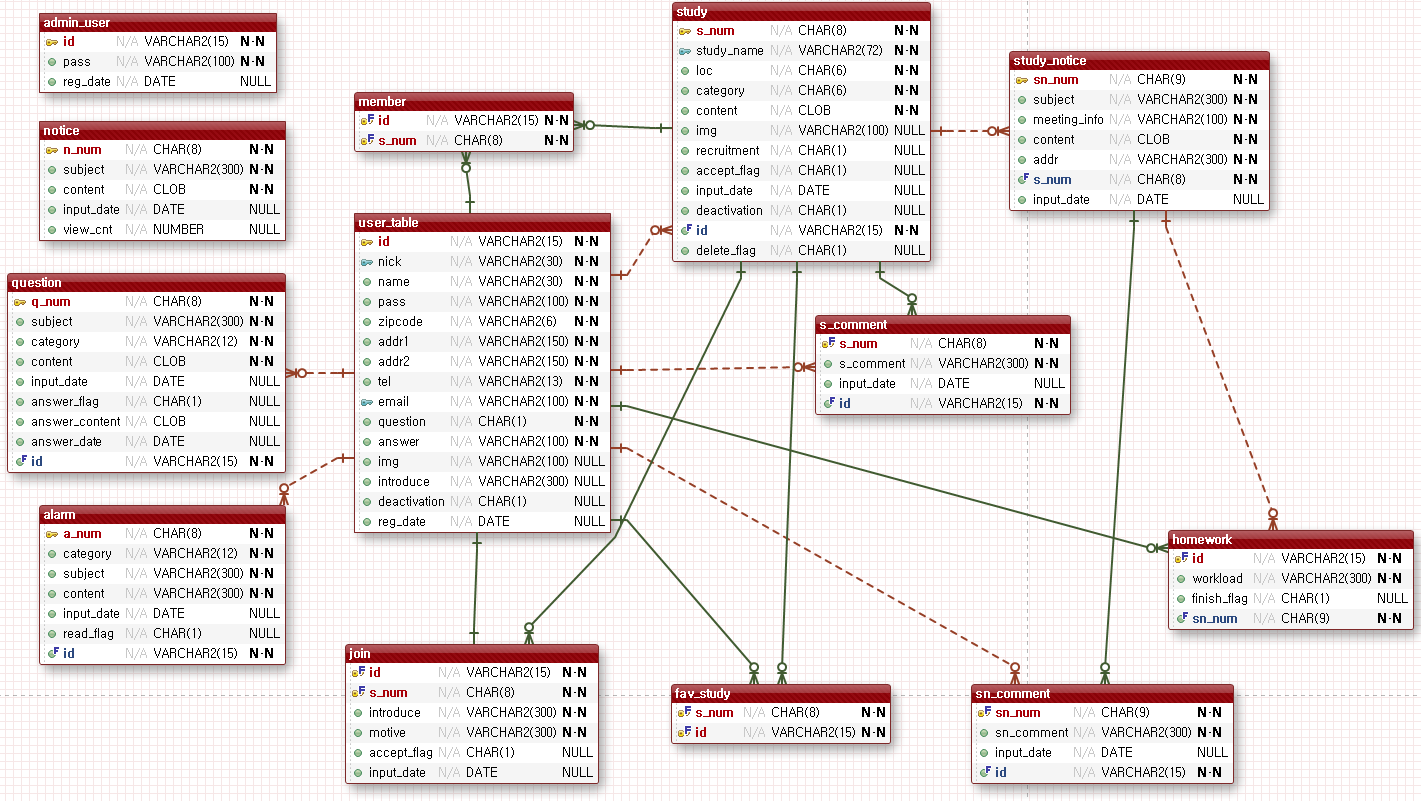 admin_user
id N/A VARCHAR2(15) N-N
pass N/A VARCHAR2(100) N-N
reg_date N/A DATE NULL
notice
n_num N/A CHAR(8) N-N
subject N/A VARCHAR2(300) N-N
content N/A CLOB N-N
input_date N/A DATE NULL
view_cnt N/A NUMBER NULL
question
q_num N/A CHAR(8) N-N
subject N/A VARCHAR2(300) N-N
category N/A VARCHAR2(12) N-N
content N/A CLOB N-N
input_date N/A DATE NULL
answer_flag N/A CHAR(1) NULL
answer_content N/A CLOB NULL
answer_date N/A DATE NULL
id N/A VARCHAR2(15) N-N
alarm
a_num N/A CHAR(8) N-N
category N/A VARCHAR2(12) N-N
subject N/A VARCHAR2(300) N-N
content N/A VARCHAR2(300) N-N
input_date N/A DATE NULL
read_flag N/A CHAR(1) NULL
id N/A VARCHAR2(15) N-N
member
id N/A VARCHAR2(15) N-N
s_num N/A CHAR(8) N-N
user_table
id N/A VARCHAR2(15) N-N
nick N/A VARCHAR2(30) N-N
name N/A VARCHAR2(30) N-N
pass N/A VARCHAR2(100) N-N
zipcode N/A VARCHAR2(6) N-N
addr1 N/A VARCHAR2(150) N-N
addr2 N/A VARCHAR2(150) N-N
tel N/A VARCHAR2(13) N-N
email N/A VARCHAR2(100) N-N
question N/A CHAR(1) N-N
answer N/A VARCHAR2(100) N-N
img N/A VARCHAR2(100) NULL
introduce N/A VARCHAR2(300) NULL
deactivation N/A CHAR(1) NULL
reg_date N/A DATE NULL
join
id N/A VARCHAR2(15) N-N
s_num N/A CHAR(8) N-N
introduce N/A VARCHAR2(300) N-N
motive N/A VARCHAR2(300) N-N
accept_flag N/A CHAR(1) NULL
input_date N/A DATE NULL
study
s_num N/A CHAR(8) N-N
study_name N/A VARCHAR2(72) N-N
loc N/A CHAR(6) N-N
category N/A CHAR(6) N-N
content N/A CLOB N-N
img N/A VARCHAR2(100) NULL
recruitment N/A CHAR(1) NULL
accept_flag N/A CHAR(1) NULL
input_date N/A DATE NULL
deactivation N/A CHAR(1) NULL
id N/A VARCHAR2(15) N-N
delete_flag N/A CHAR(1) NULL
s_comment
s_num N/A CHAR(8) N-N
s_comment N/A VARCHAR2(300) N-N
input_date N/A DATE NULL
id N/A VARCHAR2(15) N-N
fav_study
s_num N/A CHAR(8) N-N
id N/A VARCHAR2(15) N-N
study_notice
sn_num N/A CHAR(9) N-N
subject N/A VARCHAR2(300) N-N
meeting_info N/A VARCHAR2(100) N-N
content N/A CLOB N-N
addr N/A VARCHAR2(300) N-N
s_num N/A CHAR(8) N-N
input_date N/A DATE NULL
homework
id N/A VARCHAR2(15) N-N
workload N/A VARCHAR2(300) N-N
finish_flag N/A CHAR(1) NULL
sn_num N/A CHAR(9) N-N
sn_comment
sn_num N/A CHAR(9) N-N
sn_comment N/A VARCHAR2(300) N-N
input_date N/A DATE NULL
id N/A VARCHAR2(15) N-N